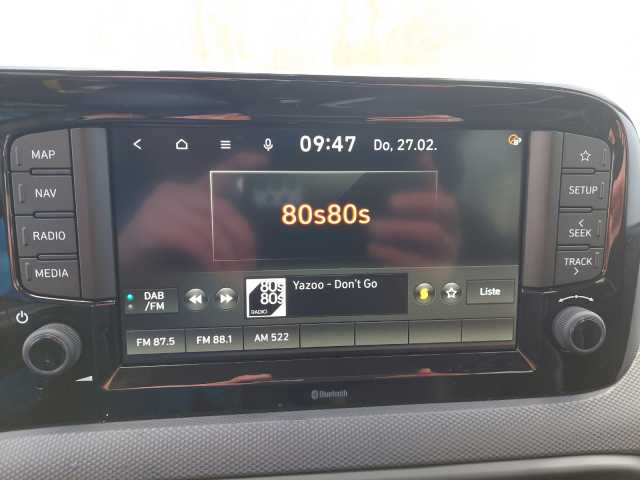 09:47 Do, 27.02.
MAP
NAV
RADIO
MEDIA
SETUP
SEEK
TRACK
80s80s
DAB
/FM
80s
80s
RADIO
Yazoo - Don't Go
Liste
FM 87.5 FM 88.1 AM 522
Bluetooth